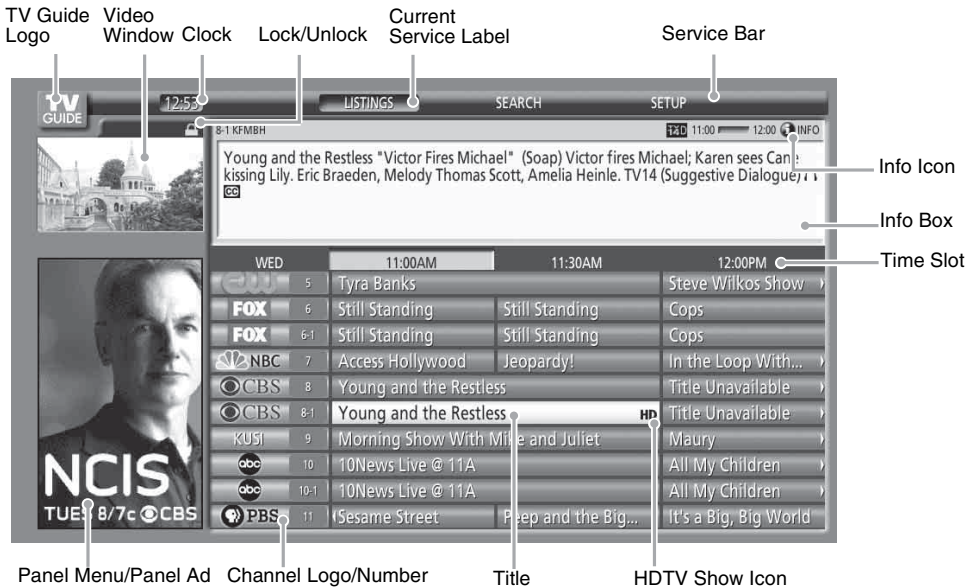 TV Guide Logo
Video Window
Clock
Lock/Unlock
Current Service Label
Service Bar
TV GUIDE
12:53
LISTINGS
SEARCH
SETUP
8-1 KFMBH
11:00
12:00
INFO
Young and the Restless "Victor Fires Michael" (Soap) Victor fires Michael; Karen sees Cane
kissing Lily. Eric Braeden, Melody Thomas Scott, Amelia Heinle. TV14 (Suggestive Dialogue)
CC
Info Icon
Info Box
Time Slot
WED 11:00AM 11:30AM 12:00PM
CW 5 Tyra Banks Steve Wilkos Show
FOX 6 Still Standing Still Standing Cops
FOX 6-1 Still Standing Still Standing Cops
NBC 7 Access Hollywood Jeopardy! In the Loop With...
CBS 8 Young and the Restless Title Unavailable
CBS 8-1 Young and the Restless HD Title Unavailable
KUSI 9 Morning Show With Mike and Juliet Maury
abc 10 10News Live @ 11A All My Children
abc 10-1 10News Live @ 11A All My Children
PBS 11 Sesame Street Peep and the Big... It's a Big, Big World
NCIS
TUES 8/7c CBS
Panel Menu/Panel Ad
Channel Logo/Number
Title
HDTV Show Icon